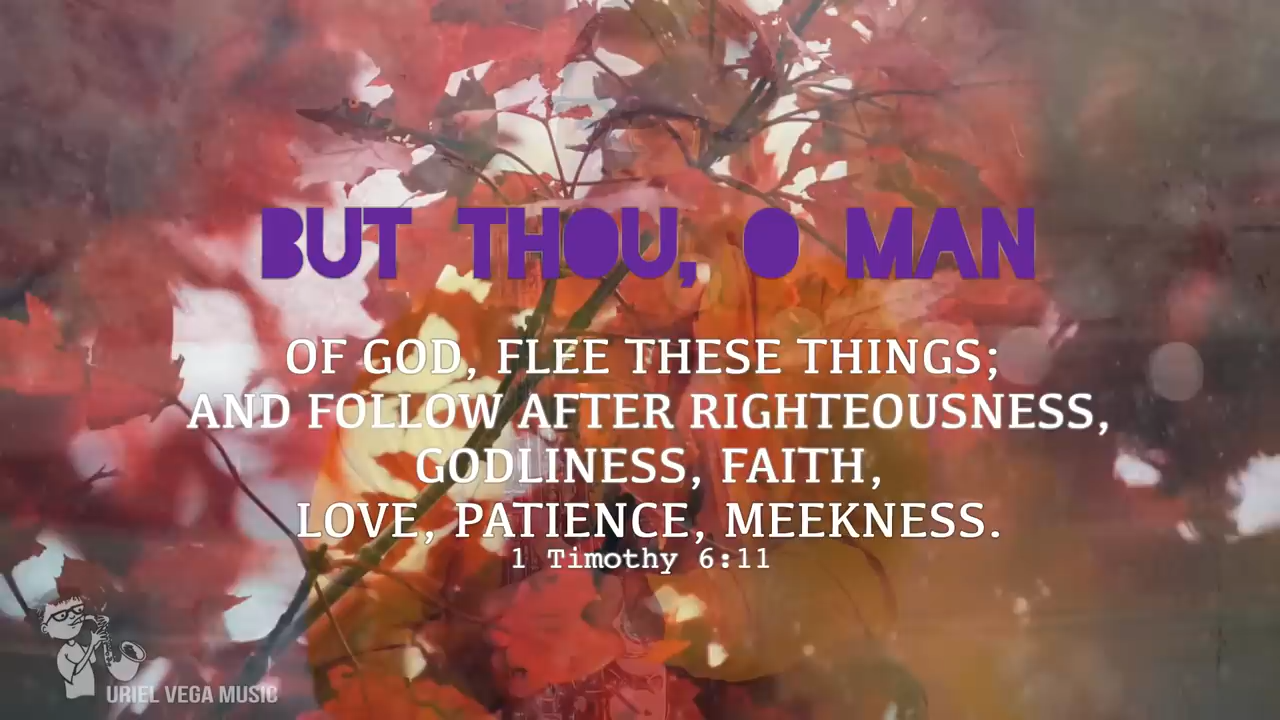 BUT THOU, O MAN
OF GOD, FLEE THESE THINGS;
AND FOLLOW AFTER RIGHTEOUSNESS,
GODLINESS, FAITH,
LOVE, PATIENCE, MEEKNESS.
1 Timothy 6:11
URIEL VEGA MUSIC